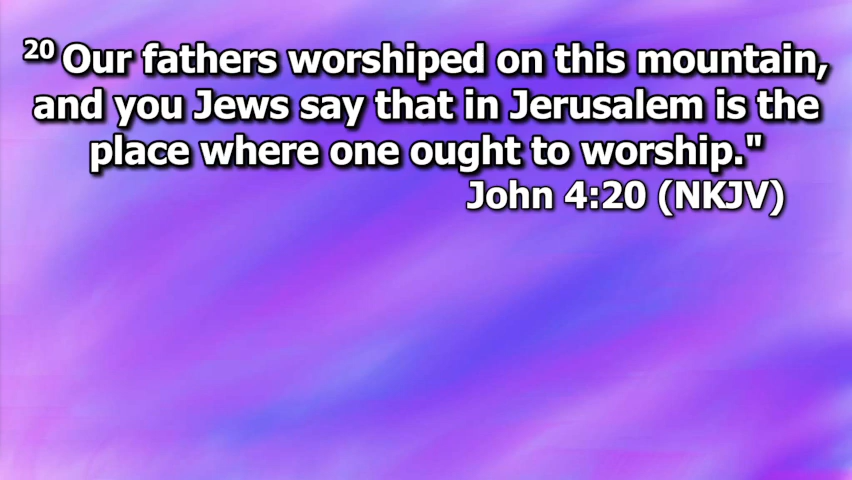 20 Our fathers worshiped on this mountain,
and you Jews say that in Jerusalem is the
place where one ought to worship."
John 4:20 (NKJV)